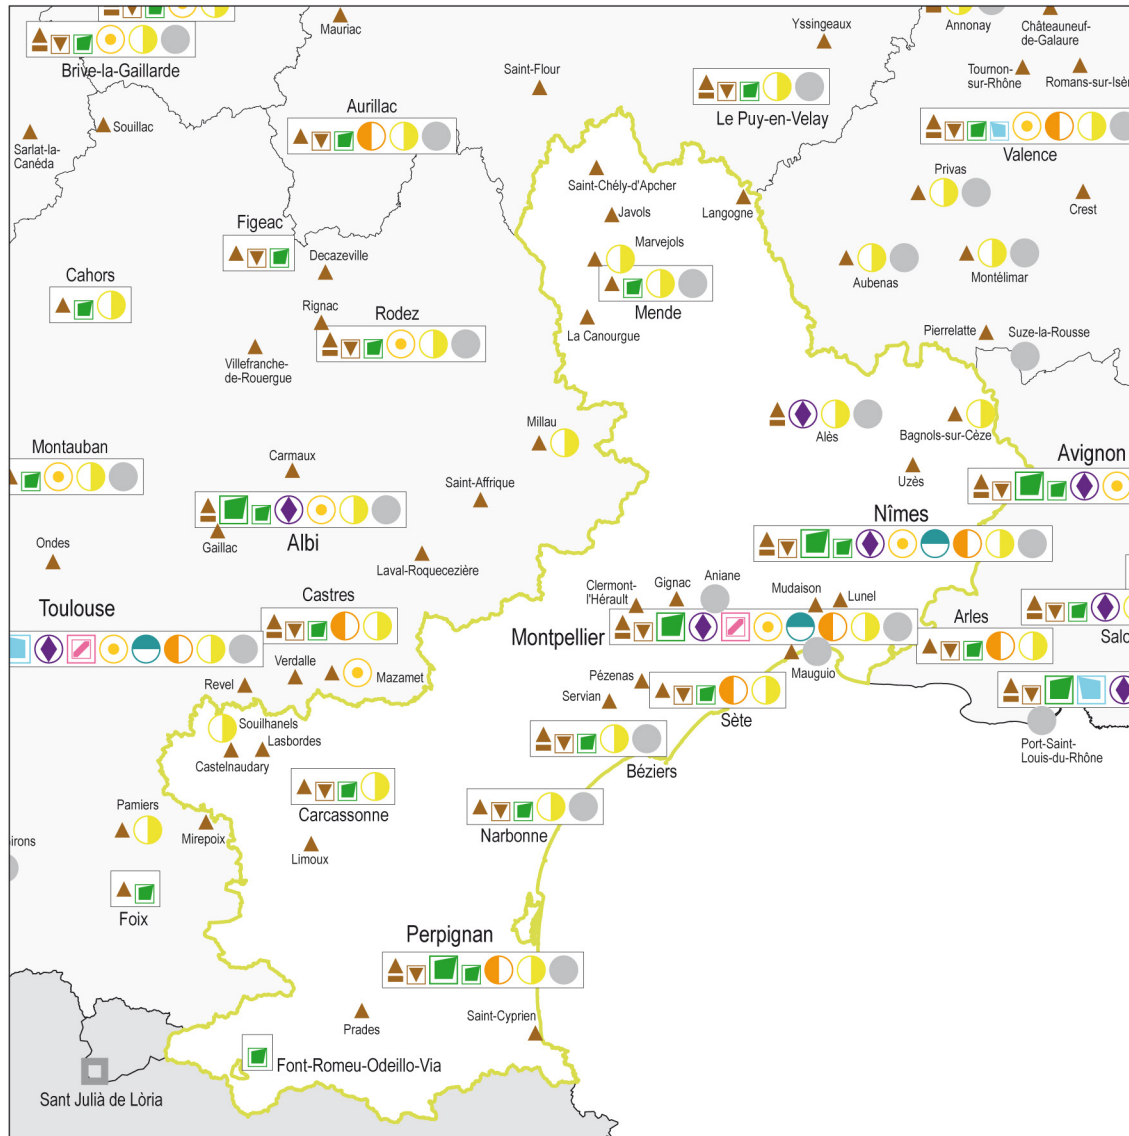 Mauriac
Yssingeaux
Annonay
Châteauneuf-
de-Galaure
Brive-la-Gaillarde
Saint-Flour
Tournon-
sur-Rhône
Romans-sur-Isèr
Aurillac
Le Puy-en-Velay
Souillac
Sarlat-la-
Canéda
Valence
Privas
Saint-Chély-d'Apcher
Javols
Langogne
Crest
Figeac
Decazeville
Marvejols
Cahors
Aubenas
Montélimar
Rignac
Rodez
Mende
La Canourgue
Pierrelatte
Suze-la-Rousse
Villefranche-
de-Rouergue
Millau
Alès
Bagnols-sur-Cèze
Montauban
Carmaux
Saint-Affrique
Uzès
Avignon
Albi
Nîmes
Gaillac
Ondes
Laval-Roquecezière
Clermont-
l'Hérault
Gignac
Aniane
Mudaison
Lunel
Toulouse
Castres
Montpellier
Arles
Salo
Verdalle
Mazamet
Revel
Pézenas
Servian
Mauguio
Sète
Souilhanels
Lasbordes
Castelnaudary
Béziers
Port-Saint-
Louis-du-Rhône
Pamiers
Carcassonne
Narbonne
Mirepoix
irons
Limoux
Foix
Perpignan
Prades
Saint-Cyprien
Font-Romeu-Odeillo-Via
Sant Julià de Lòria